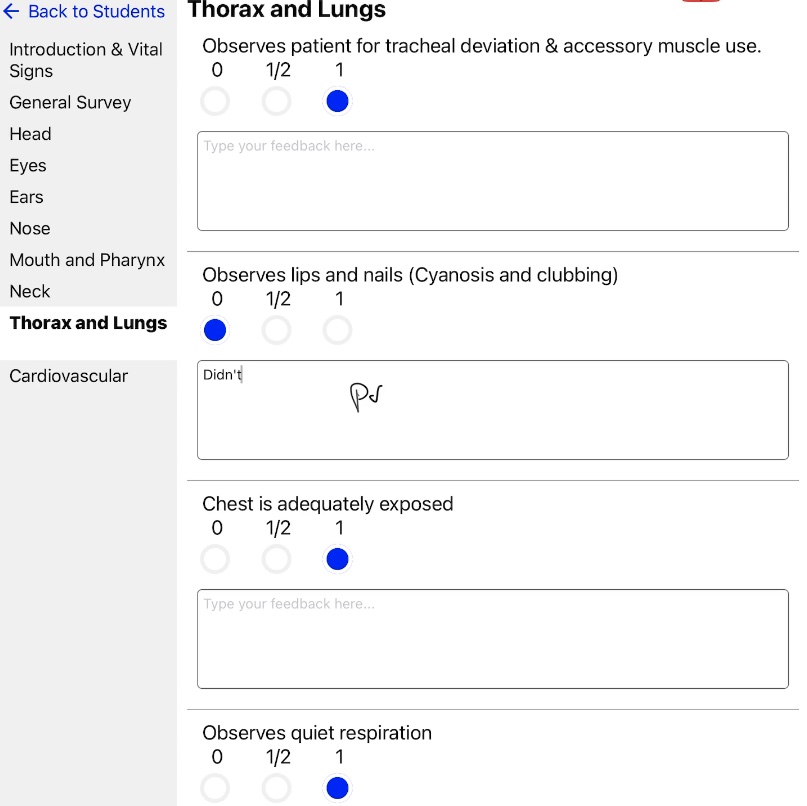 ← Back to Students
Thorax and Lungs
Introduction & Vital
Signs
General Survey
Head
Eyes
Ears
Nose
Mouth and Pharynx
Neck
Thorax and Lungs
Cardiovascular
Observes patient for tracheal deviation & accessory muscle use.
0 1/2 1
Type your feedback here...
Observes lips and nails (Cyanosis and clubbing)
0 1/2 1
Didn't
Chest is adequately exposed
0 1/2 1
Type your feedback here...
Observes quiet respiration
0 1/2 1